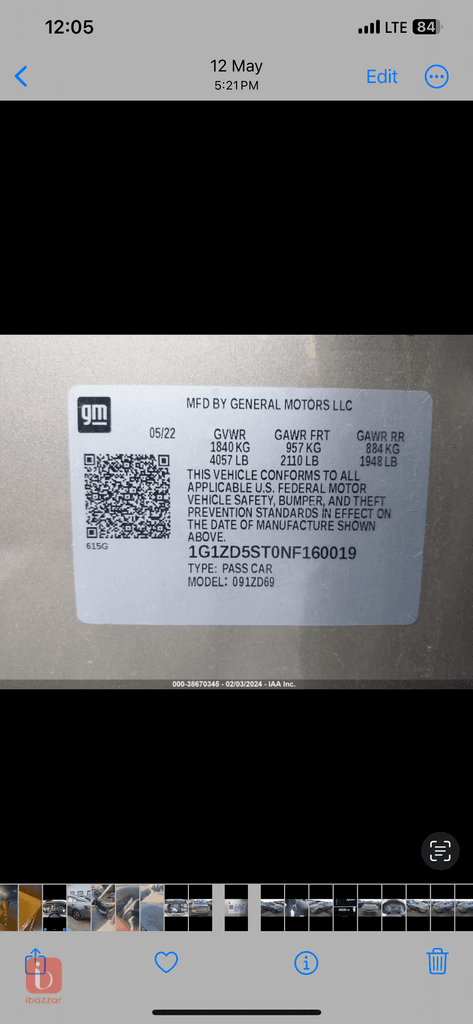 12:05
LTE 84
12 May
5:21 PM
Edit
gm
MFD BY GENERAL MOTORS LLC
05/22 GVWR GAWR FRT GAWR RR
1840 KG 957 KG 884 KG
4057 LB 2110 LB 1948 LB
THIS VEHICLE CONFORMS TO ALL
APPLICABLE U.S. FEDERAL MOTOR
VEHICLE SAFETY, BUMPER, AND THEFT
PREVENTION STANDARDS IN EFFECT ON
THE DATE OF MANUFACTURE SHOWN
ABOVE.
615G
1G1ZD5ST0NF160019
TYPE: PASS CAR
MODEL: 091ZD69
000-38670345 - 02/03/2024 - IAA Inc.
ibazzar